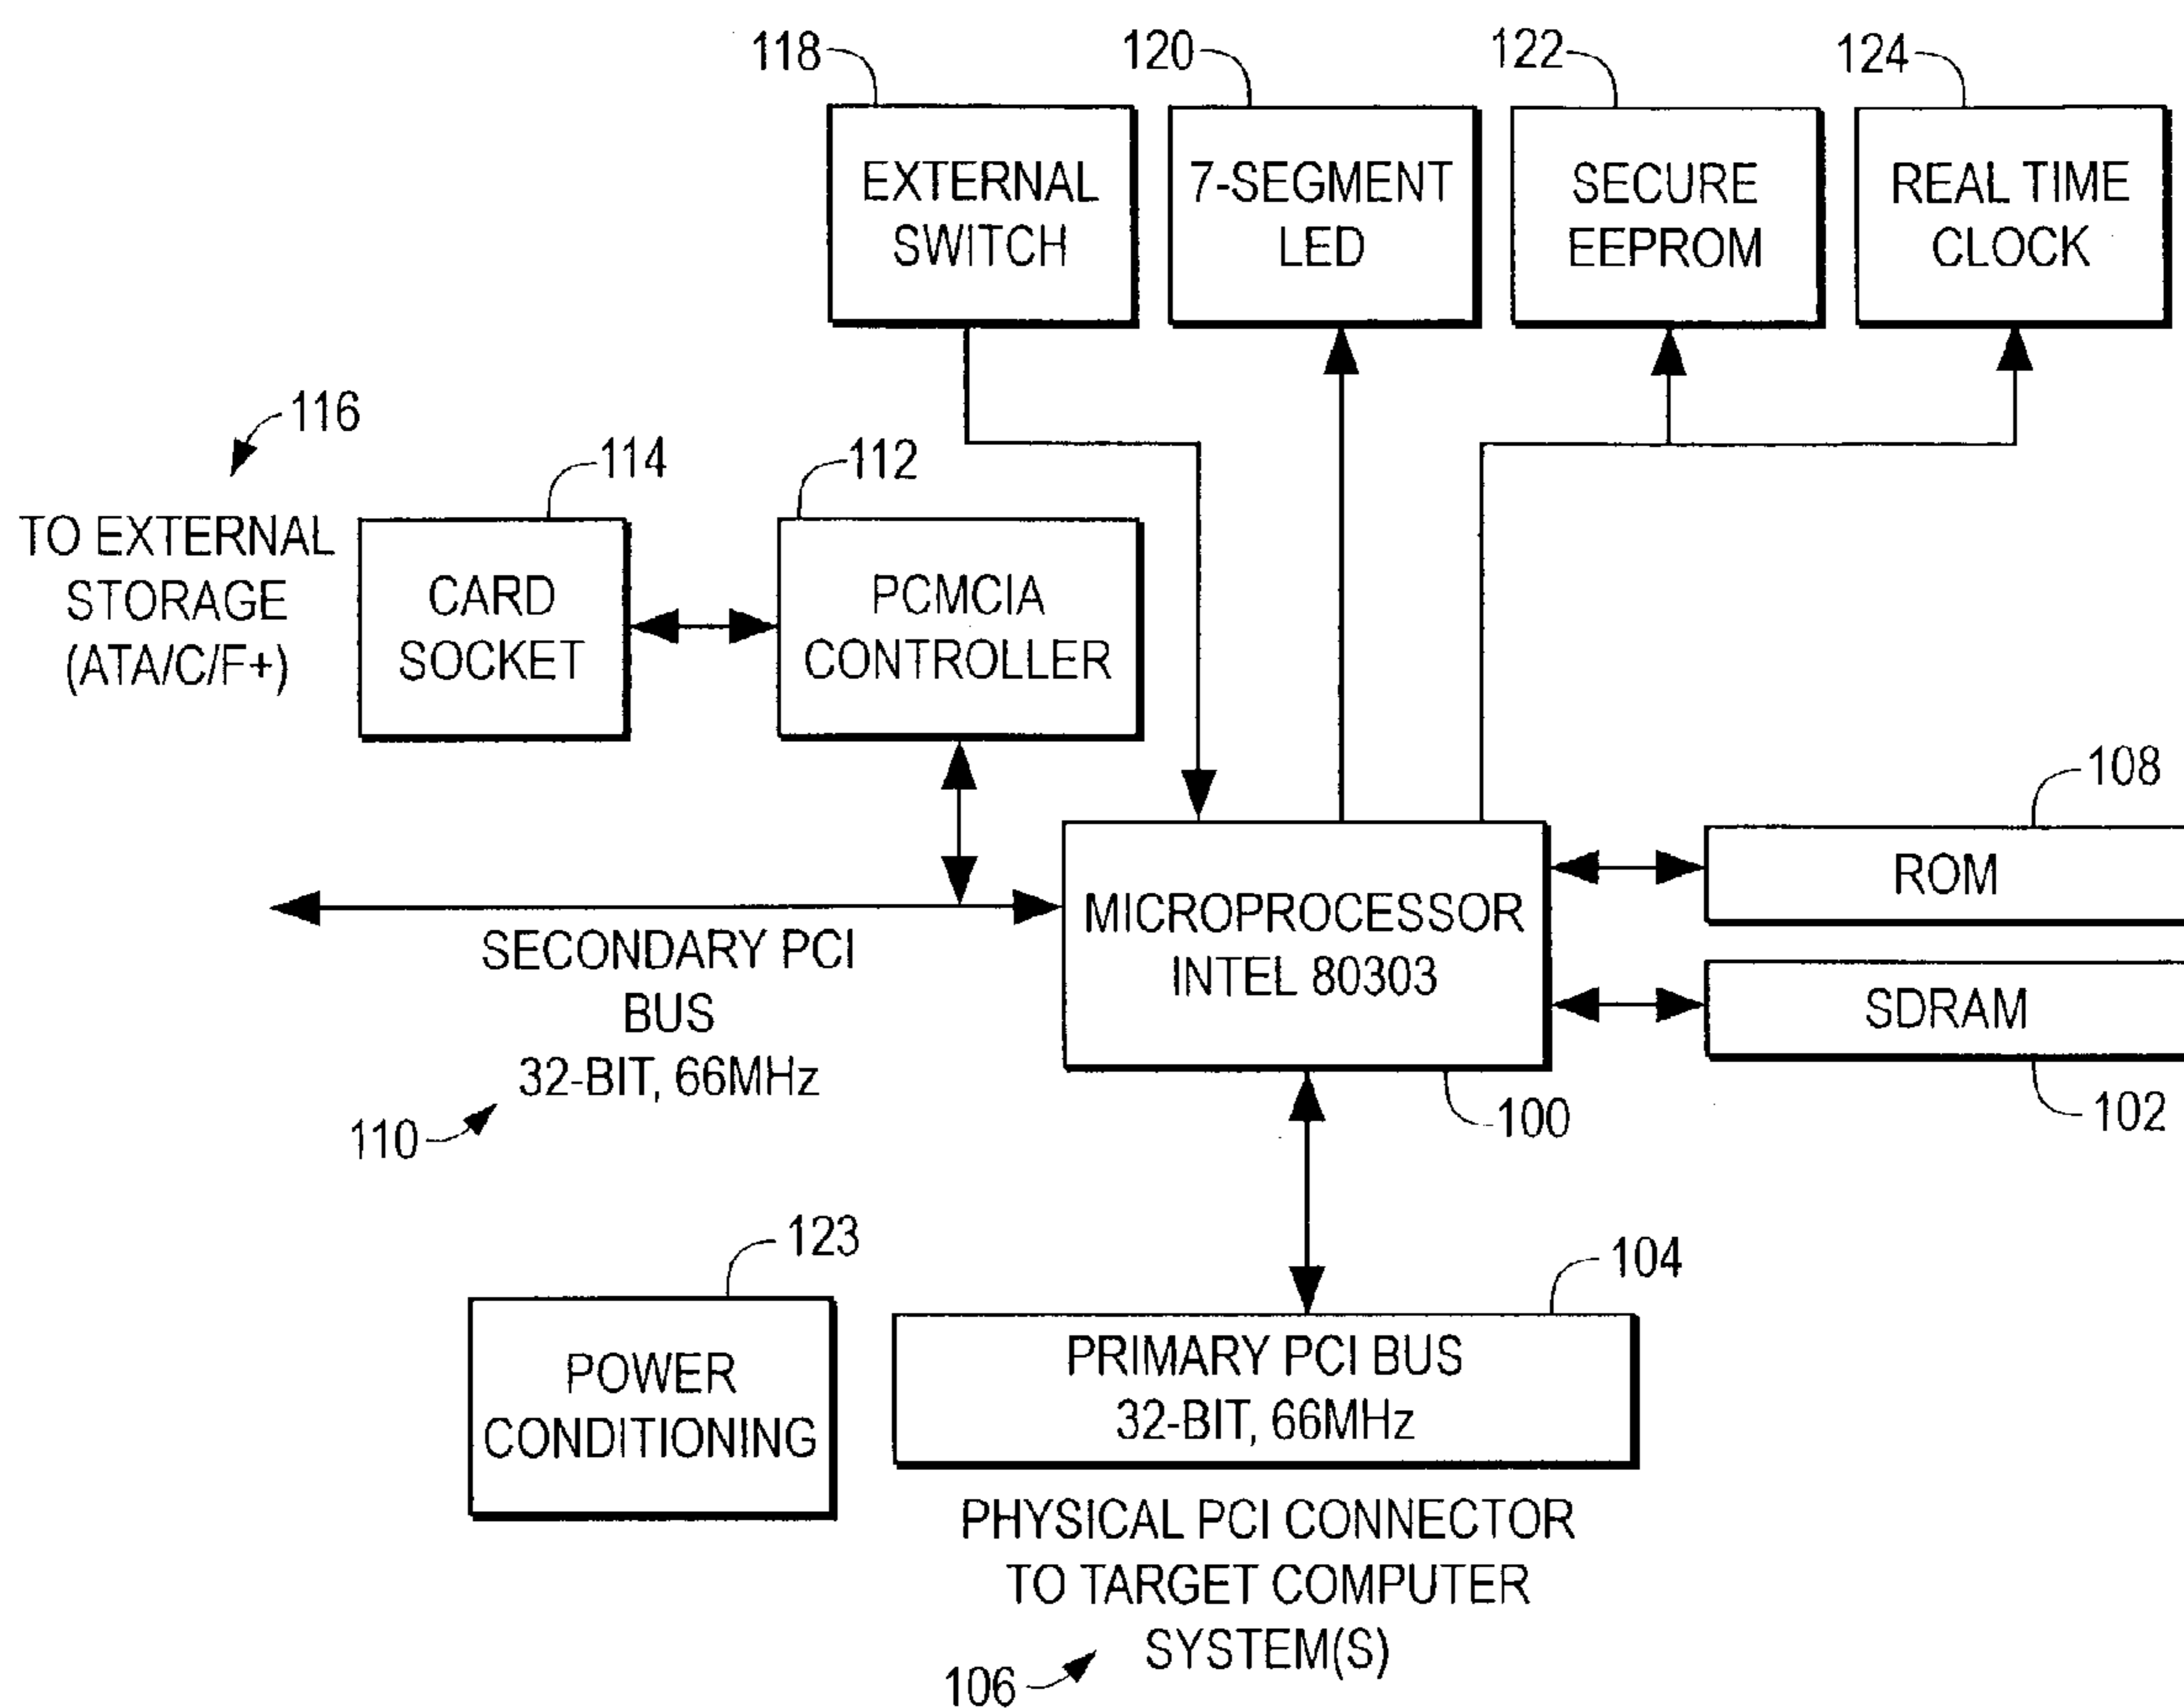 118
120
122
124
EXTERNAL
SWITCH
7-SEGMENT
LED
SECURE
EEPROM
REAL TIME
CLOCK
116
114
112
TO EXTERNAL
STORAGE
(ATA/C/F+)
CARD
SOCKET
PCMCIA
CONTROLLER
108
ROM
MICROPROCESSOR
INTEL 80303
SDRAM
SECONDARY PCI
BUS
32-BIT, 66MHz
110
100
102
123
104
POWER
CONDITIONING
PRIMARY PCI BUS
32-BIT, 66MHz
PHYSICAL PCI CONNECTOR
TO TARGET COMPUTER
SYSTEM(S)
106